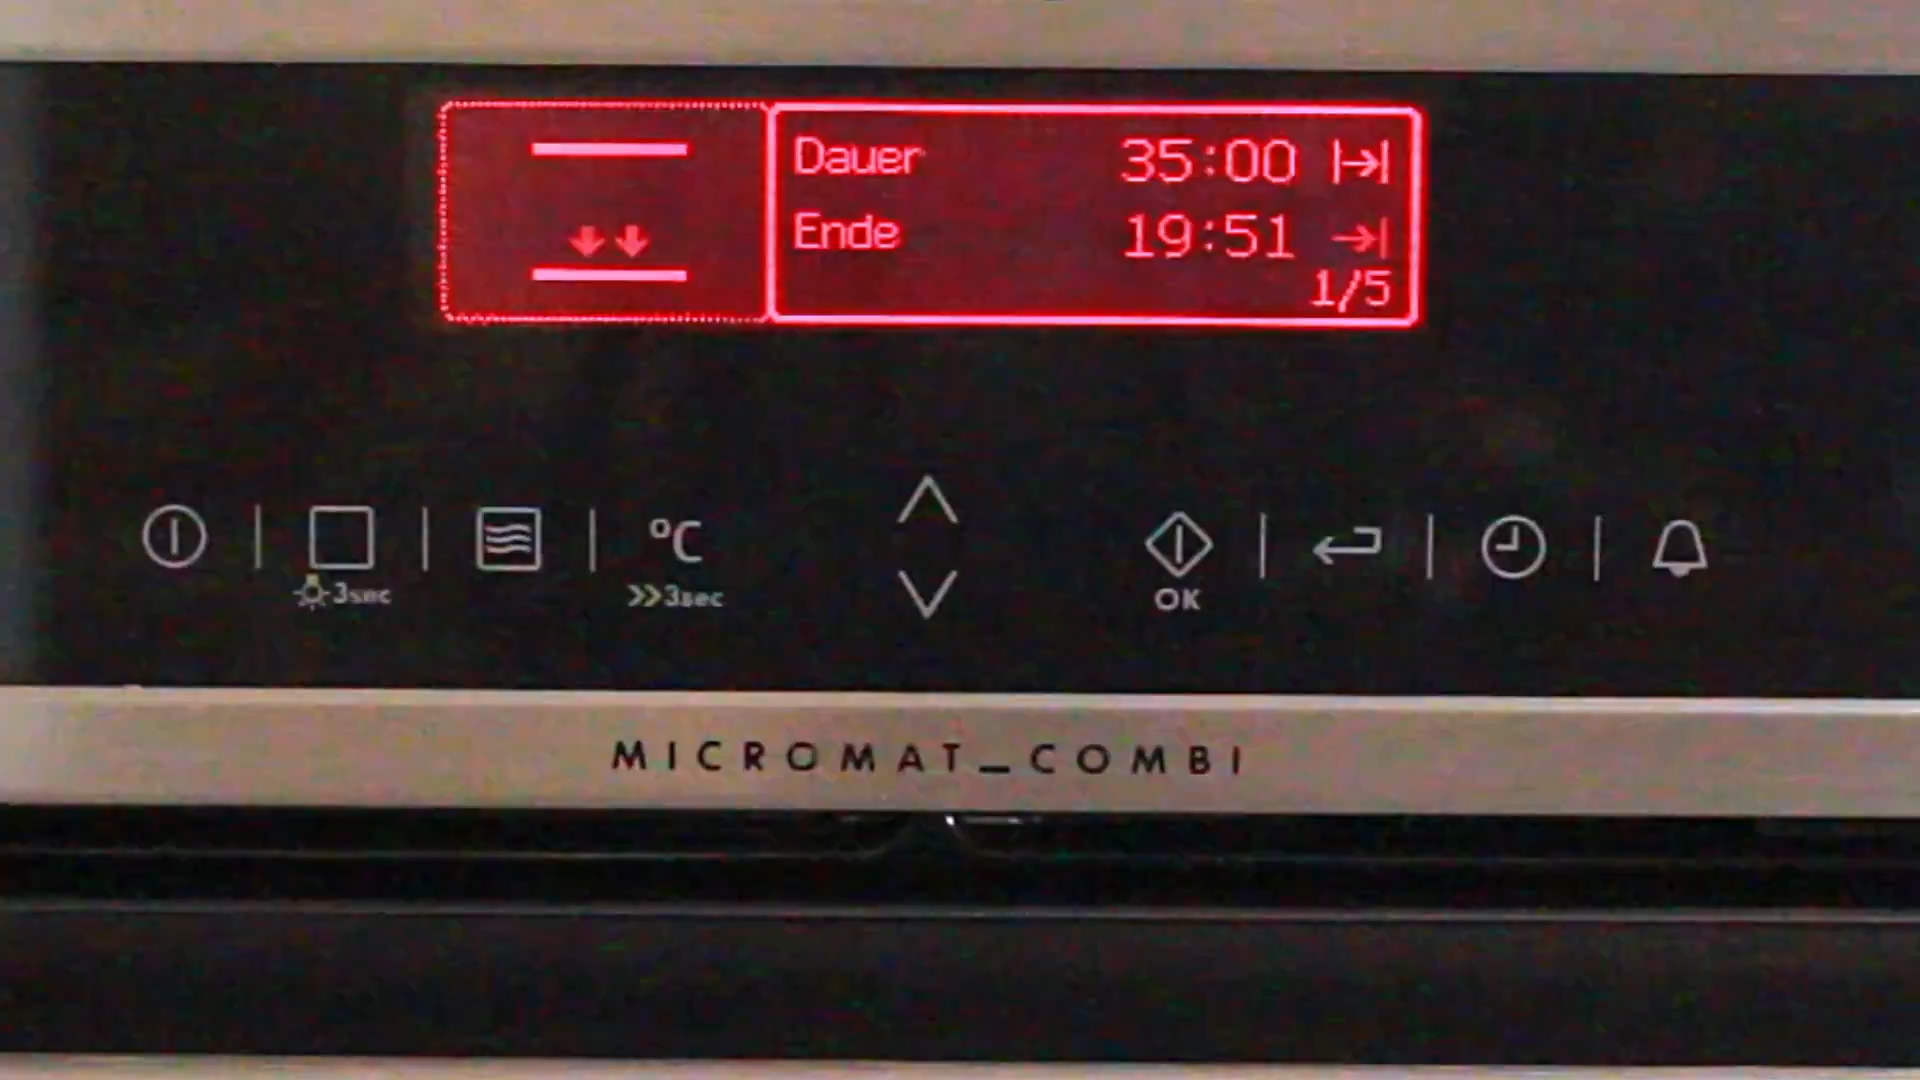 Dauer 35:00
Ende 19:51
1/5
°C
3sec
»3sec
OK
MICROMAT_COMBI